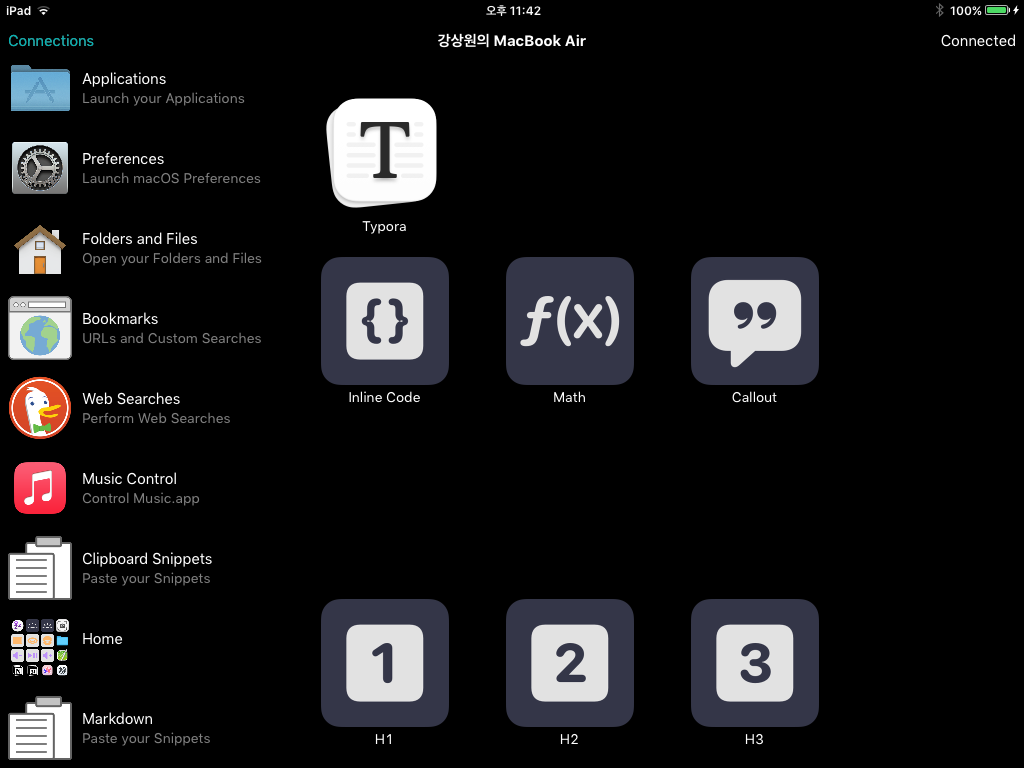 iPad
오후 11:42
100%
Connections
강상원의 MacBook Air
Connected
Applications
Launch your Applications
Preferences
Launch macOS Preferences
Folders and Files
Open your Folders and Files
Bookmarks
URLs and Custom Searches
Web Searches
Perform Web Searches
Music Control
Control Music.app
Clipboard Snippets
Paste your Snippets
Home
Markdown
Paste your Snippets
T
Typora
{}
ƒ(x)
Inline Code
Math
Callout
1
2
3
H1
H2
H3